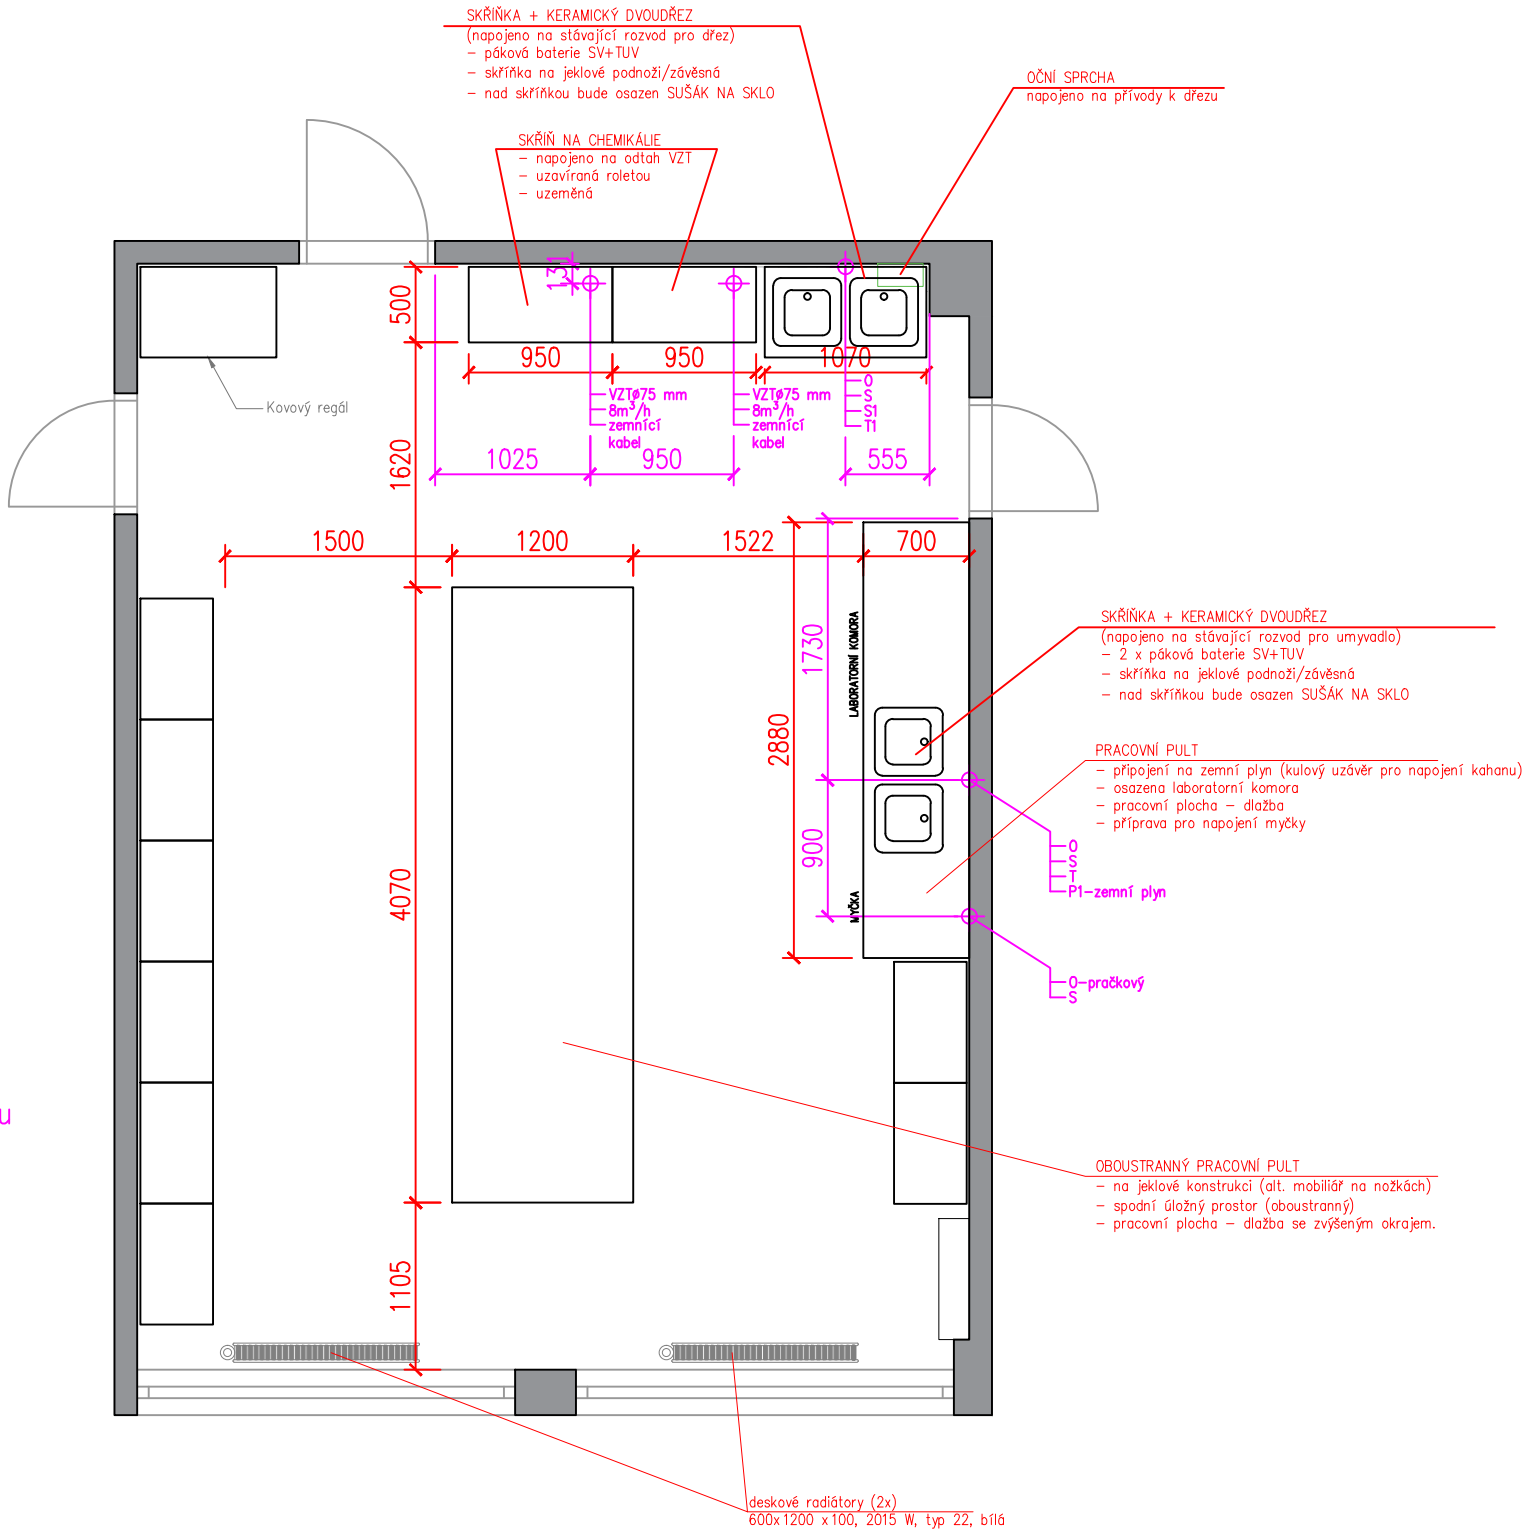 SKŘÍŇKA + KERAMICKÝ DVOUDŘEZ
(napojeno na stávající rozvod pro dřez)
- páková baterie SV+TUV
- skříňka na jeklové podnoži/závěsná
- nad skříňkou bude osazen SUŠÁK NA SKLO
OČNÍ SPRCHA
napojeno na přívody k dřezu
SKŘÍŇ NA CHEMIKÁLIE
- napojeno na odtah VZT
- uzavíraná roletou
- uzeměná
131
500
950
950
1070
Kovový regál
VZTø75 mm
8m³/h
zemnící
kabel
VZTø75 mm
8m³/h
zemnící
kabel
O
S
S1
T1
1620
1025
950
555
1500
1200
1522
700
LABORATORNÍ KOMORA
1730
2880
900
MYČKA
4070
SKŘÍŇKA + KERAMICKÝ DVOUDŘEZ
(napojeno na stávající rozvod pro umyvadlo)
- 2 x páková baterie SV+TUV
- skříňka na jeklové podnoži/závěsná
- nad skříňkou bude osazen SUŠÁK NA SKLO
PRACOVNÍ PULT
- připojení na zemní plyn (kulový uzávěr pro napojení kahanu)
- osazena laboratorní komora
- pracovní plocha - dlažba
- příprava pro napojení myčky
O
S
T
P1-zemní plyn
O-pračkový
S
u
OBOUSTRANNÝ PRACOVNÍ PULT
- na jeklové konstrukci (alt. mobiliář na nožkách)
- spodní úložný prostor (oboustranný)
- pracovní plocha - dlažba se zvýšeným okrajem.
1105
deskové radiátory (2x)
600x1200 x100, 2015 W, typ 22, bílá